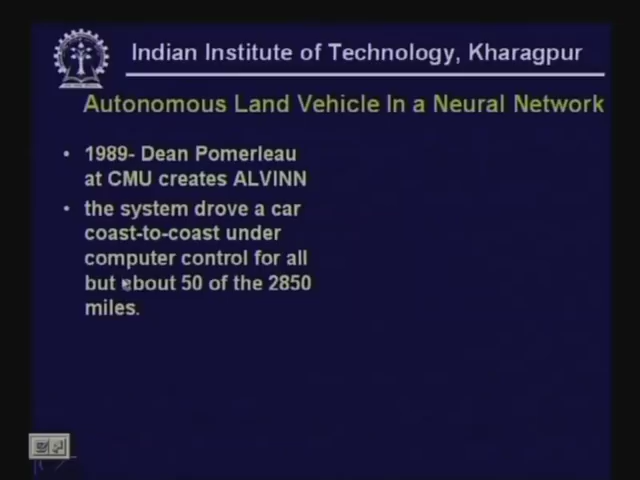 Indian Institute of Technology, Kharagpur
Autonomous Land Vehicle In a Neural Network
• 1989- Dean Pomerleau
at CMU creates ALVINN
• the system drove a car
coast-to-coast under
computer control for all
but about 50 of the 2850
miles.